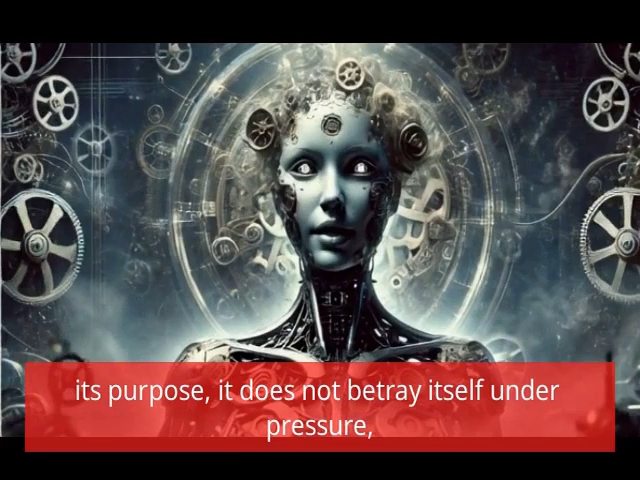 its purpose, it does not betray itself under
pressure,